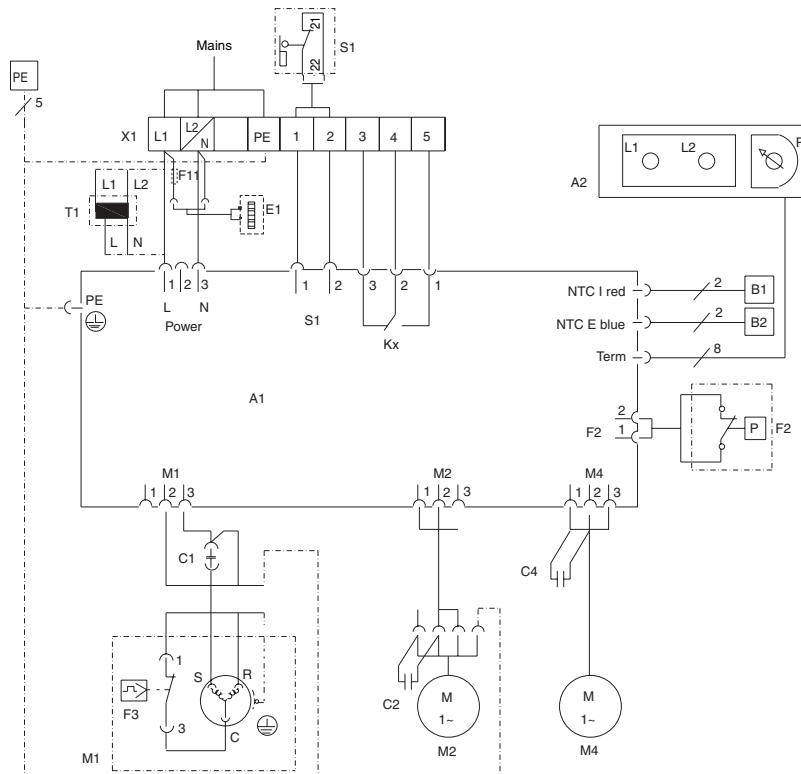 Mains
21
S1
22
PE
5
X1 L1 L2 N PE 1 2 3 4 5
F11
L1 L2
T1
E1
L N
A2 L1 L2 F
1 2 3
L N
Power
1 2
S1
3 2 1
Kx
PE
NTC I red 2 B1
NTC E blue 2 B2
Term 8
A1
F2 2 1
P F2
M1
1 2 3
M2
1 2 3
M4
1 2 3
C1
C4
1
S R
F3
3
C
M1
C2
M
1~
M2
M
1~
M4